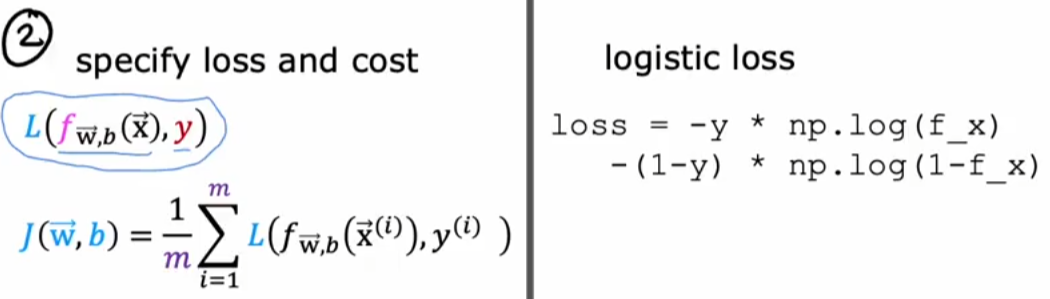 ②
specify loss and cost
L(f_{\vec{w},b}(\vec{x}), y)
J(\vec{w}, b) = \frac{1}{m} \sum_{i=1}^{m} L(f_{\vec{w},b}(\vec{x}^{(i)}), y^{(i)} )
logistic loss
loss = -y * np.log(f_x)
-(1-y) * np.log(1-f_x)